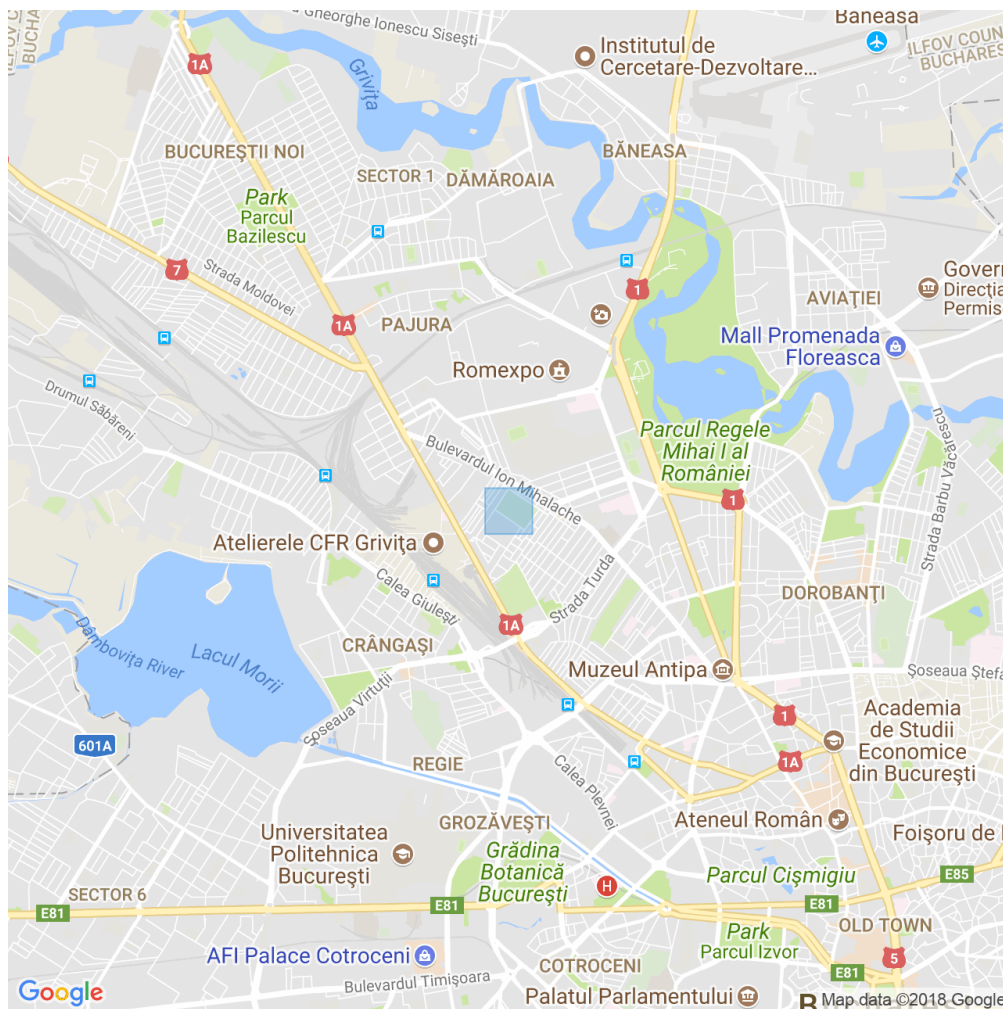 Băneasa
Gheorghe Ionescu Sisești
Institutul de
Cercetare-Dezvoltare...
ILFOV COUN
BUCHARES
1A
Grivița
BUCUREȘTII NOI
SECTOR 1
DĂMĂROAIA
BĂNEASA
Park
Parcul
Bazilescu
7
Strada Moldovei
1
AVIAȚIEI
Guvern
Direcția
Permise
1A
PAJURA
Mall Promenada
Floreasca
Romexpo
Drumul Săbăreni
Bulevardul Ion Mihalache
Parcul Regele
Mihai I al
României
Strada Barbu Văcărescu
1
Atelierele CFR Grivița
Calea Giulești
Strada Turda
DOROBANȚI
1A
CRÂNGAȘI
Dâmbovița River
Lacul Morii
Muzeul Antipa
Șoseaua Ștefa
Șoseaua Virtuții
1
Academia
de Studii
Economice
din București
601A
REGIE
1A
Calea Plevnei
GROZĂVEȘTI
Ateneul Român
Foișoru de
Universitatea
Politehnica
București
Grădina
Botanică
București
H
Parcul Cișmigiu
E85
SECTOR 6
E81
E81
E81
OLD TOWN
Park
Parcul Izvor
AFI Palace Cotroceni
COTROCENI
5
E81
Bulevardul Timișoara
Palatul Parlamentului
Google
Map data ©2018 Google